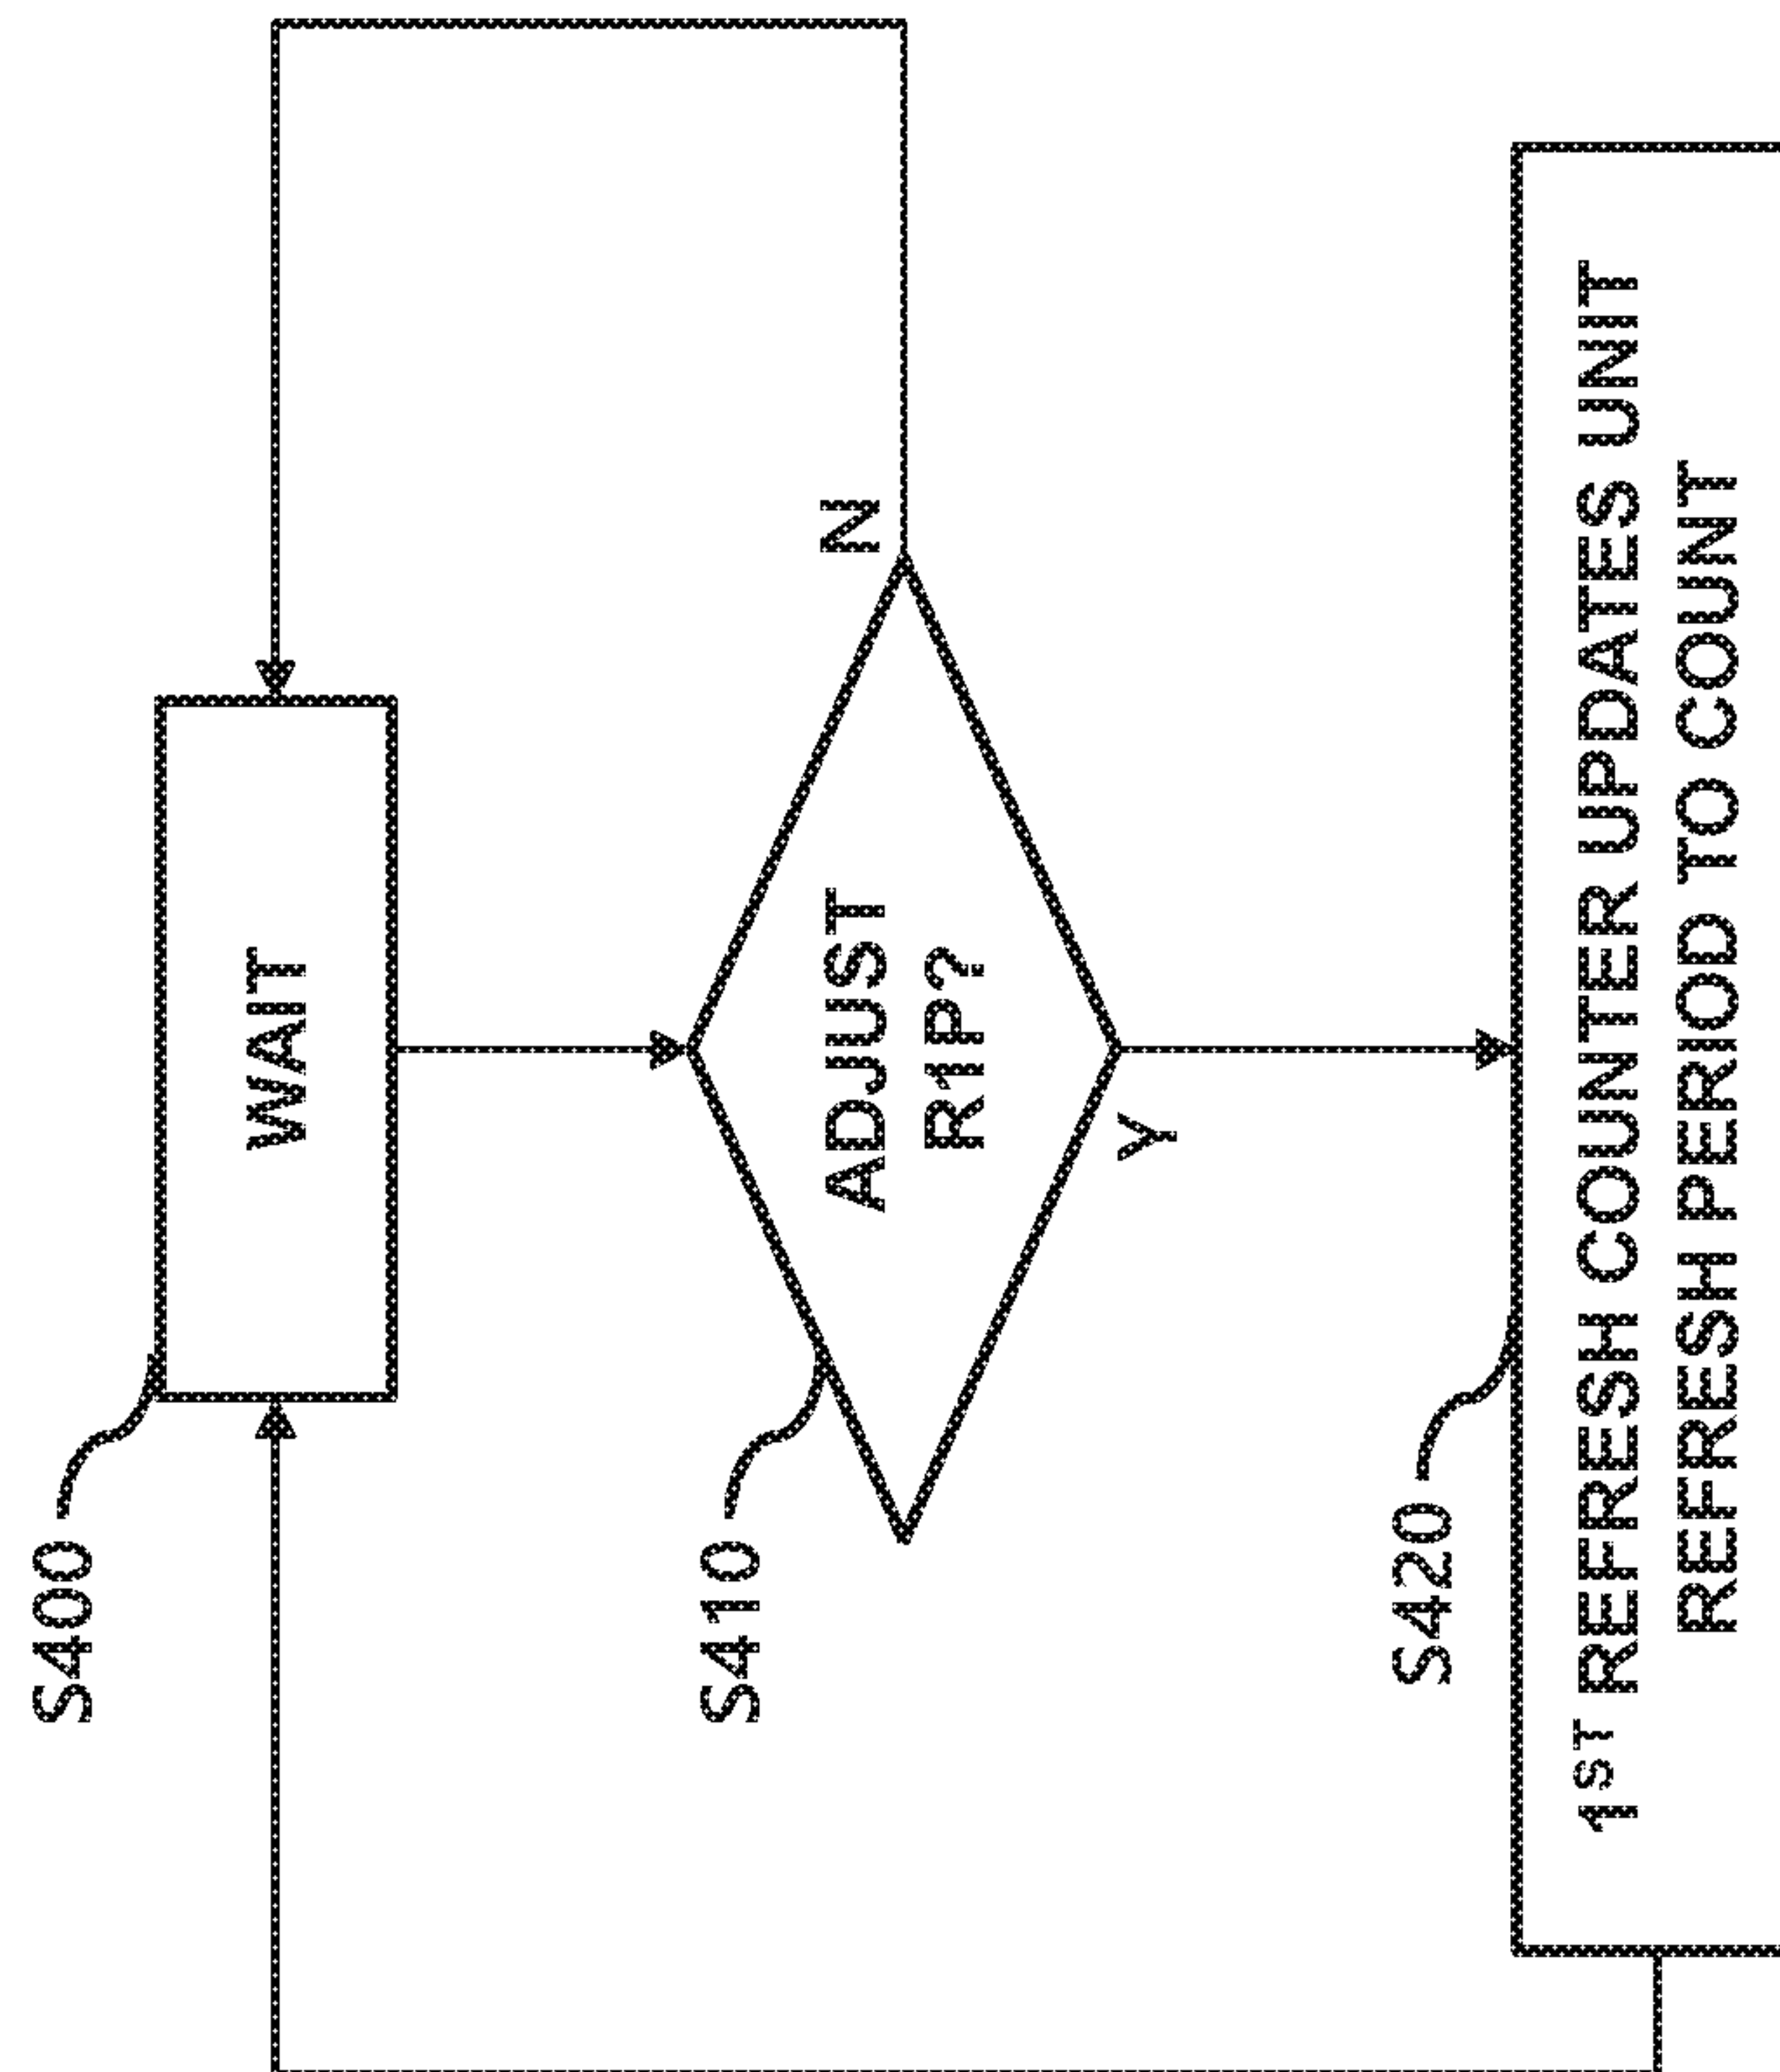 S400
WAIT
S410
ADJUST
R1P?
N
Y
S420
1ST REFRESH COUNTER UPDATES UNIT
REFRESH PERIOD TO COUNT